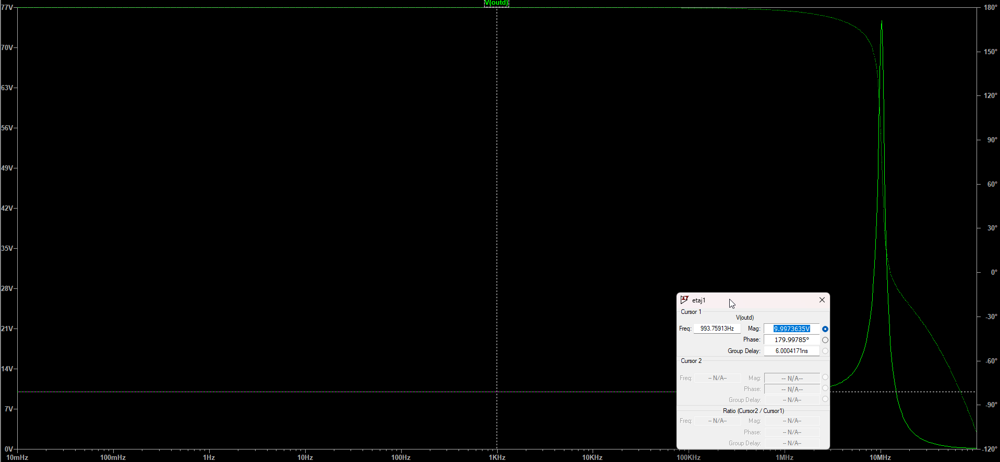 V(outd)
77V
70V
63V
56V
49V
42V
35V
28V
21V
14V
7V
0V
180°
150°
120°
90°
60°
30°
0°
-30°
-60°
-90°
-120°
10mHz 100mHz 1Hz 10Hz 100Hz 1KHz 10KHz 100KHz 1MHz 10MHz
etaj1
Cursor 1
V(outd)
Freq: 993.75913Hz Mag: 9.9973635V
Phase: 179.99785°
Group Delay: 6.0004171ns
Cursor 2
Freq: -- N/A-- Mag: -- N/A--
Phase: -- N/A--
Group Delay: -- N/A--
Ratio (Cursor2 / Cursor1)
Freq: -- N/A-- Mag: -- N/A--
Phase: -- N/A--
Group Delay: -- N/A--